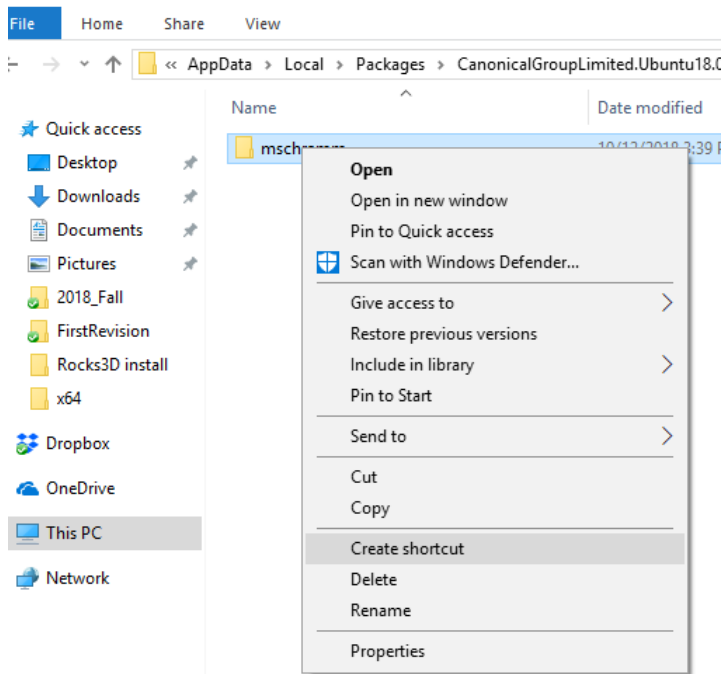 File Home Share View
« AppData > Local > Packages > CanonicalGroupLimited.Ubuntu18.0
Name Date modified
Quick access
Desktop
Downloads
Documents
Pictures
2018_Fall
FirstRevision
Rocks3D install
x64
Dropbox
OneDrive
This PC
Network
Open
Open in new window
Pin to Quick access
Scan with Windows Defender...
Give access to
Restore previous versions
Include in library
Pin to Start
Send to
Cut
Copy
Create shortcut
Delete
Rename
Properties